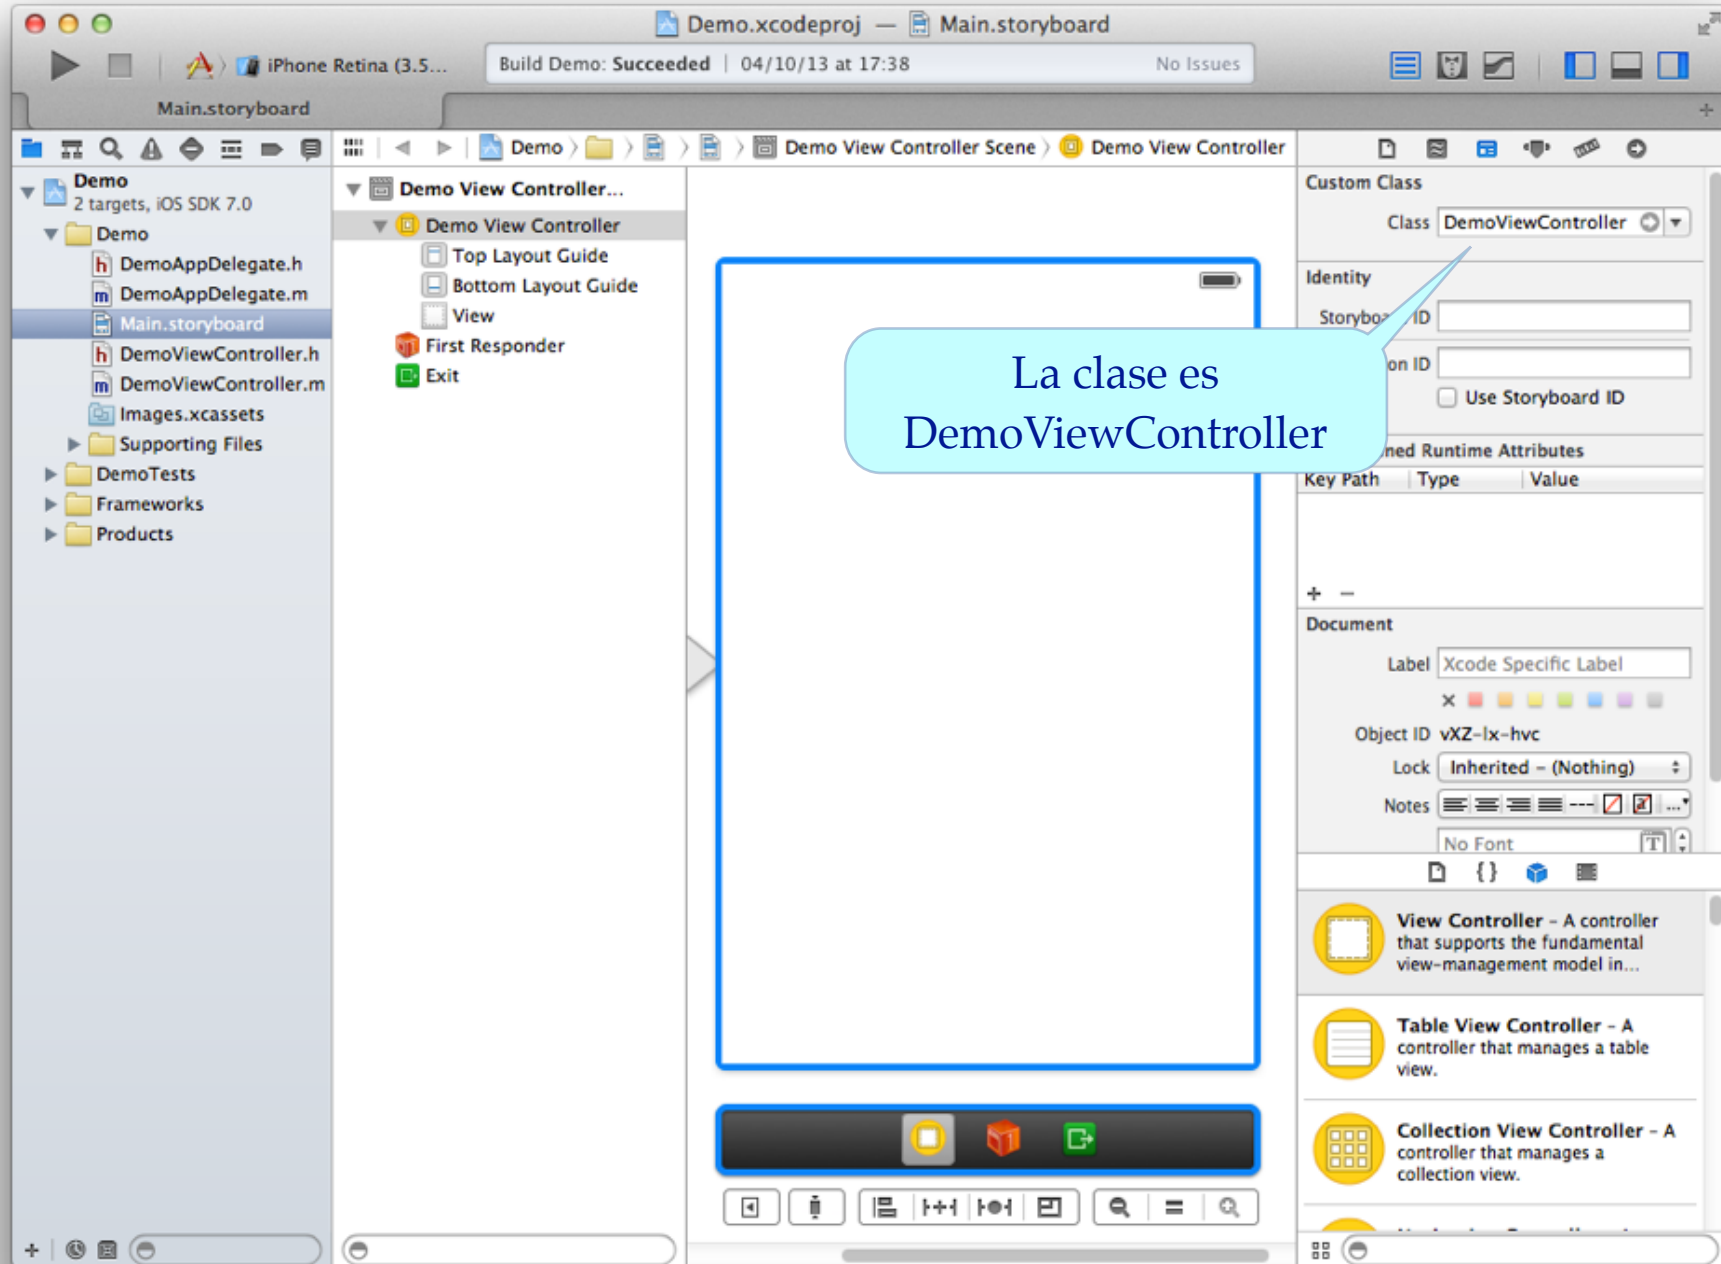 Demo.xcodeproj — Main.storyboard
iPhone Retina (3.5...
Build Demo: Succeeded | 04/10/13 at 17:38
No Issues
Main.storyboard
Demo
2 targets, iOS SDK 7.0
Demo
DemoAppDelegate.h
DemoAppDelegate.m
Main.storyboard
DemoViewController.h
DemoViewController.m
Images.xcassets
Supporting Files
DemoTests
Frameworks
Products
Demo
Demo View Controller Scene
Demo View Controller
Demo View Controller...
Demo View Controller
Top Layout Guide
Bottom Layout Guide
View
First Responder
Exit
La clase es
DemoViewController
Custom Class
Class DemoViewController
Identity
ID
on ID
Use Storyboard ID
ned Runtime Attributes
Key Path Type Value
Document
Label Xcode Specific Label
Object ID vXZ-lx-hvc
Lock Inherited - (Nothing)
Notes
No Font
View Controller - A controller
that supports the fundamental
view-management model in...
Table View Controller - A
controller that manages a table
view.
Collection View Controller - A
controller that manages a
collection view.